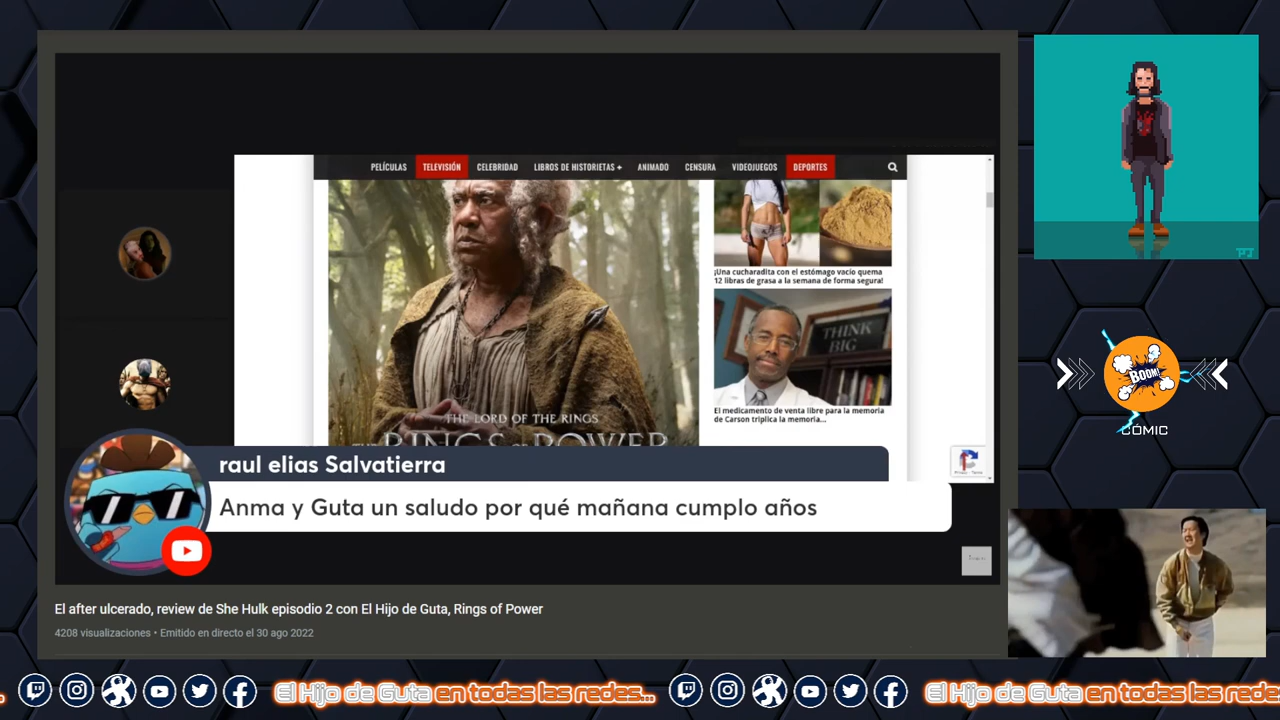 PELÍCULAS TELEVISIÓN CELEBRIDAD LIBROS DE HISTORIETAS + ANIMADO CENSURA VIDEOJUEGOS DEPORTES
¡Una cucharadita con el estómago vacío quema
12 libras de grasa a la semana de forma segura!
THINK
BIG
El medicamento de venta libre para la memoria
de Carson triplica la memoria...
THE LORD OF THE RINGS
RINGS OF POWER
raul elias Salvatierra
Anma y Guta un saludo por qué mañana cumplo años
El after ulcerado, review de She Hulk episodio 2 con El Hijo de Guta, Rings of Power
4208 visualizaciones • Emitido en directo el 30 ago 2022
PJ
BOOM!
CÓMIC
El Hijo de Guta en todas las redes... El Hijo de Guta en todas las rede